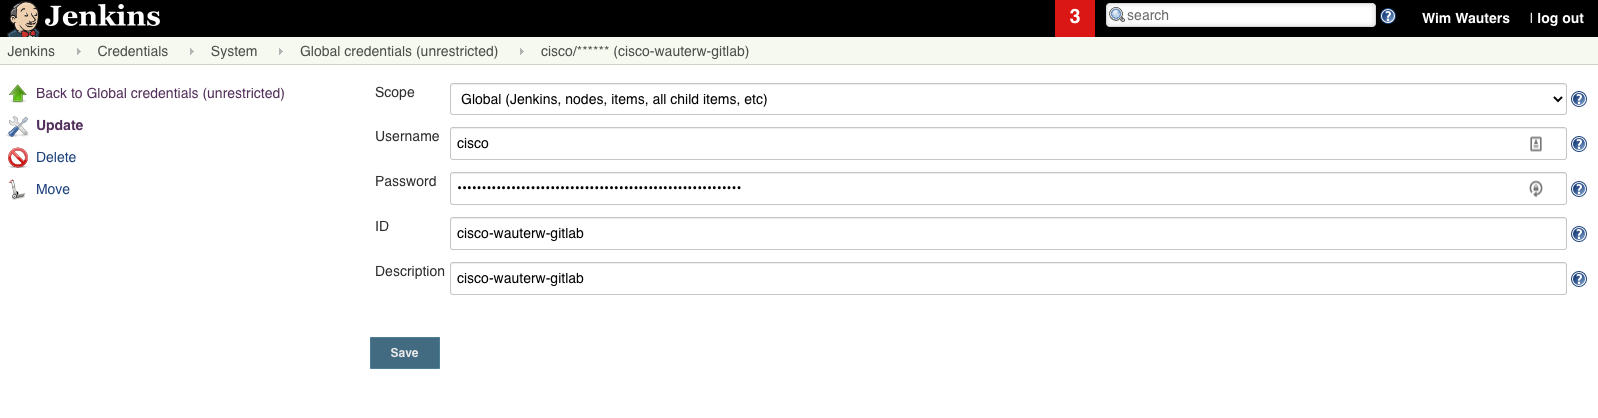 Jenkins
3
search
Wim Wauters
| log out
Jenkins
Credentials
System
Global credentials (unrestricted)
cisco/****** (cisco-wauterw-gitlab)
Back to Global credentials (unrestricted)
Update
Delete
Move
Scope
Global (Jenkins, nodes, items, all child items, etc)
Username
cisco
Password
ID
cisco-wauterw-gitlab
Description
cisco-wauterw-gitlab
Save